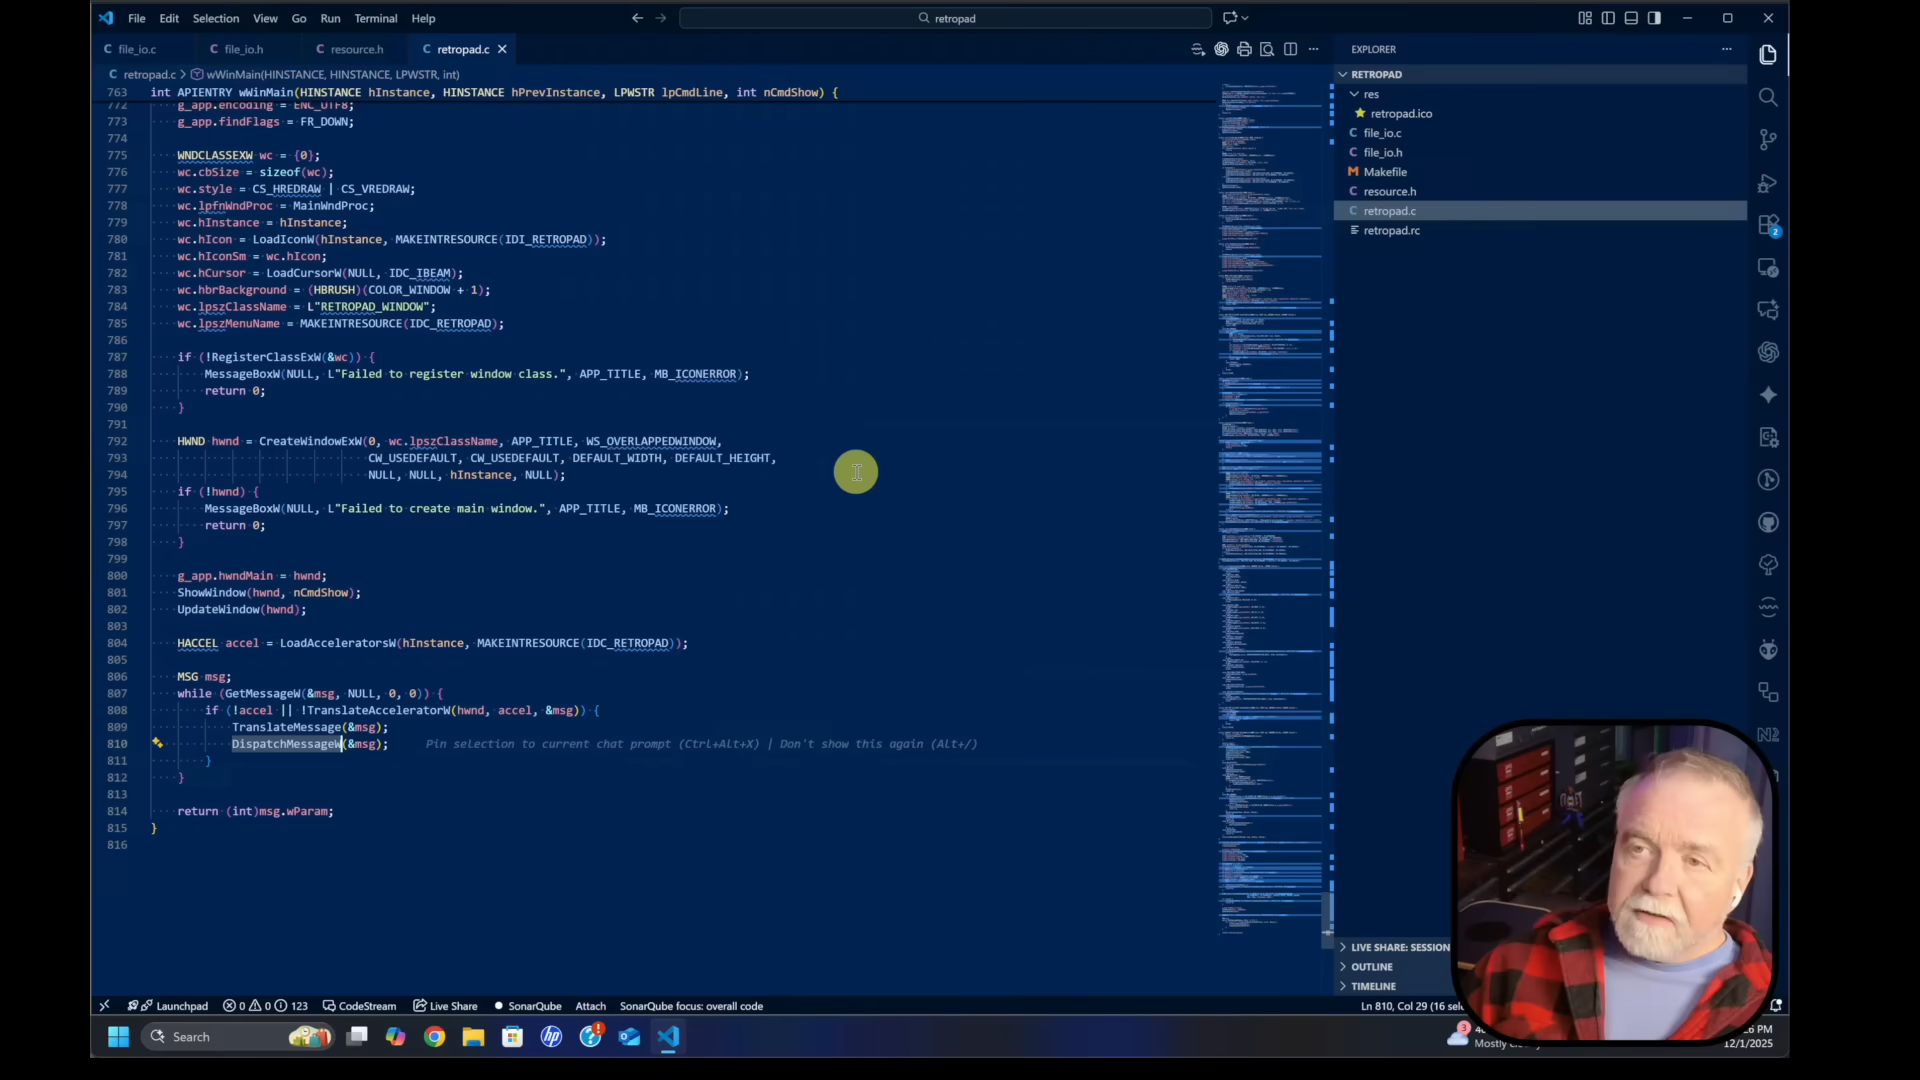 File Edit Selection View Go Run Terminal Help
retropad
file_io.c file_io.h resource.h retropad.c
retropad.c > wWinMain(HINSTANCE, HINSTANCE, LPWSTR, int)
763 int APIENTRY wWinMain(HINSTANCE hInstance, HINSTANCE hPrevInstance, LPWSTR lpCmdLine, int nCmdShow) {
772 g_app.encoding = ENC_UTF8;
773 g_app.findFlags = FR_DOWN;
774
775 WNDCLASSEXW wc = {0};
776 wc.cbSize = sizeof(wc);
777 wc.style = CS_HREDRAW | CS_VREDRAW;
778 wc.lpfnWndProc = MainWndProc;
779 wc.hInstance = hInstance;
780 wc.hIcon = LoadIconW(hInstance, MAKEINTRESOURCE(IDI_RETROPAD));
781 wc.hIconSm = wc.hIcon;
782 wc.hCursor = LoadCursorW(NULL, IDC_IBEAM);
783 wc.hbrBackground = (HBRUSH)(COLOR_WINDOW + 1);
784 wc.lpszClassName = L"RETROPAD_WINDOW";
785 wc.lpszMenuName = MAKEINTRESOURCE(IDC_RETROPAD);
786
787 if (!RegisterClassExW(&wc)) {
788 MessageBoxW(NULL, L"Failed to register window class.", APP_TITLE, MB_ICONERROR);
789 return 0;
790 }
791
792 HWND hwnd = CreateWindowExW(0, wc.lpszClassName, APP_TITLE, WS_OVERLAPPEDWINDOW,
793 CW_USEDEFAULT, CW_USEDEFAULT, DEFAULT_WIDTH, DEFAULT_HEIGHT,
794 NULL, NULL, hInstance, NULL);
795 if (!hwnd) {
796 MessageBoxW(NULL, L"Failed to create main window.", APP_TITLE, MB_ICONERROR);
797 return 0;
798 }
799
800 g_app.hwndMain = hwnd;
801 ShowWindow(hwnd, nCmdShow);
802 UpdateWindow(hwnd);
803
804 HACCEL accel = LoadAcceleratorsW(hInstance, MAKEINTRESOURCE(IDC_RETROPAD));
805
806 MSG msg;
807 while (GetMessageW(&msg, NULL, 0, 0)) {
808 if (!accel || !TranslateAcceleratorW(hwnd, accel, &msg)) {
809 TranslateMessage(&msg);
810 DispatchMessageW(&msg); Pin selection to current chat prompt (Ctrl+Alt+X) | Don't show this again (Alt+/)
811 }
812 }
813
814 return (int)msg.wParam;
815 }
816
EXPLORER
RETROPAD
res
retropad.ico
file_io.c
file_io.h
Makefile
resource.h
retropad.c
retropad.rc
2
N2
LIVE SHARE: SESSION
OUTLINE
TIMELINE
Launchpad 0 0 123 CodeStream Live Share SonarQube Attach SonarQube focus: overall code Ln 810, Col 29 (16
Search
3
Mostly
PM
12/1/2025